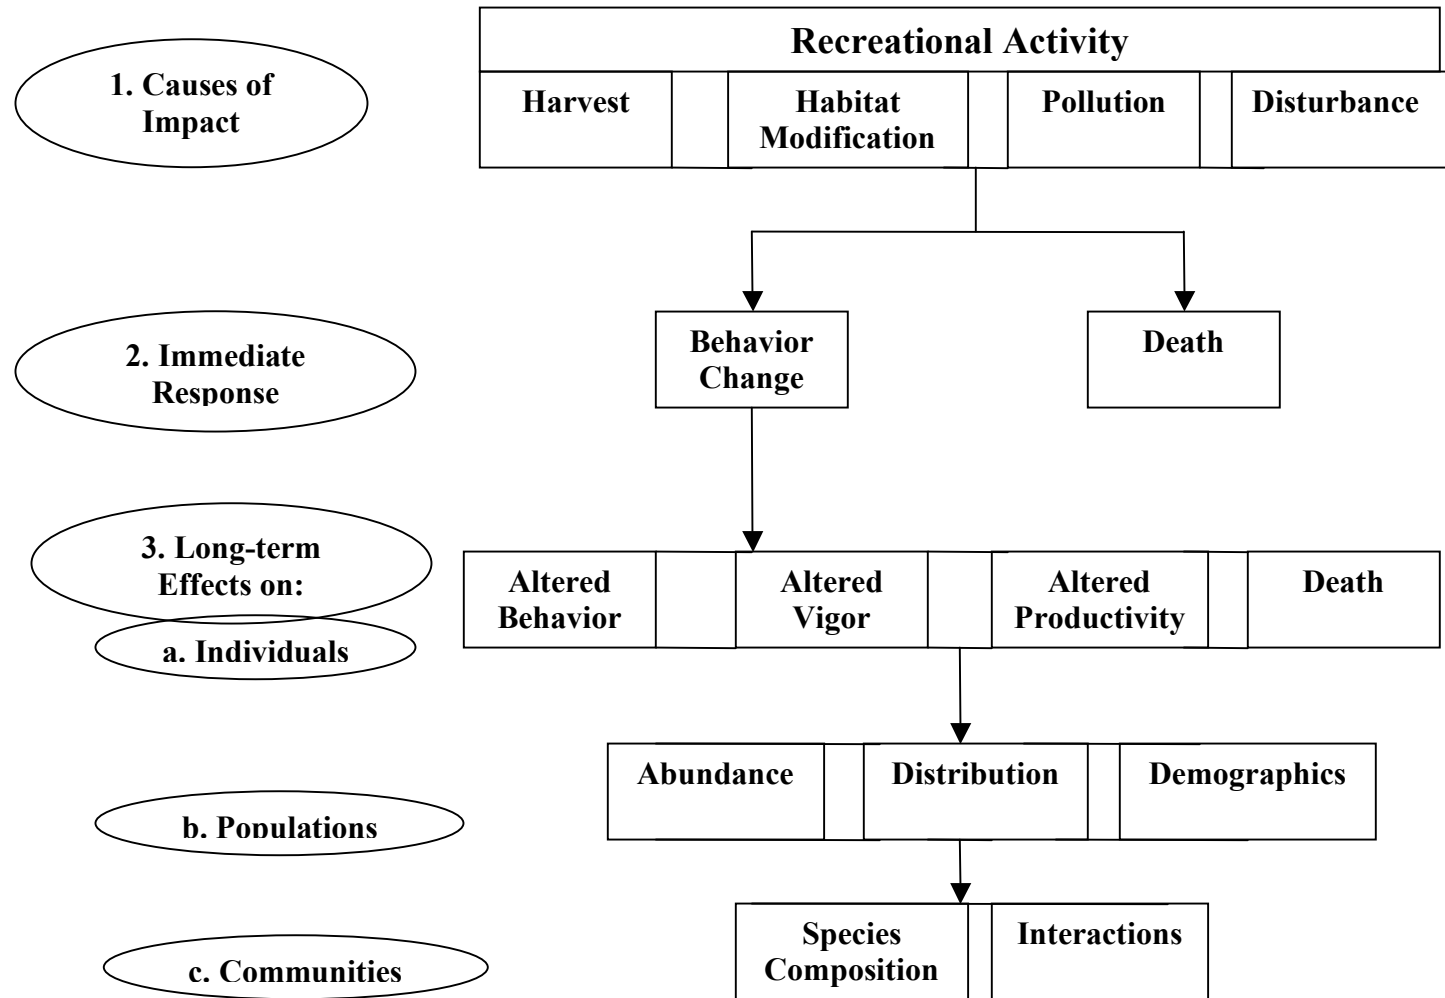 Recreational Activity
1. Causes of
Impact
Harvest
Habitat
Modification
Pollution
Disturbance
2. Immediate
Response
Behavior
Change
Death
3. Long-term
Effects on:
a. Individuals
Altered
Behavior
Altered
Vigor
Altered
Productivity
Death
b. Populations
Abundance
Distribution
Demographics
c. Communities
Species
Composition
Interactions